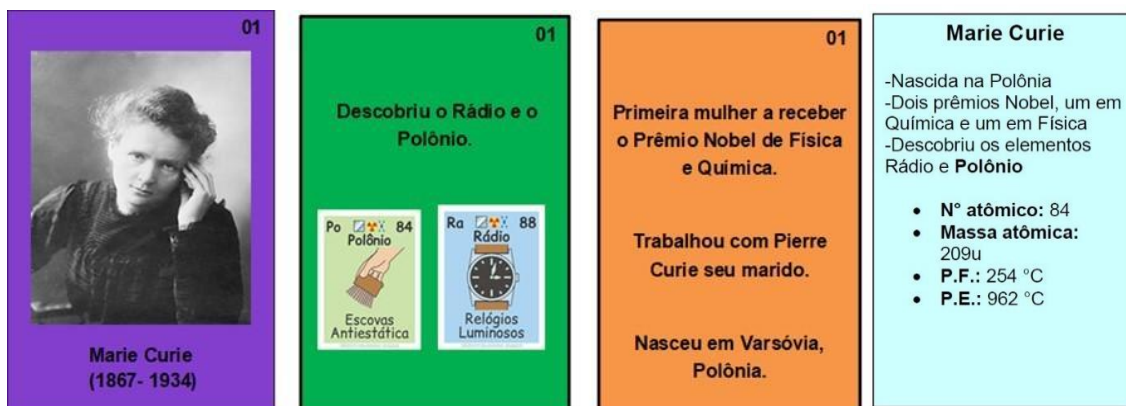 01
Marie Curie
(1867- 1934)
01
Descobriu o Rádio e o
Polônio.
Po 84
Polônio
Escovas
Antiestática
Ra 88
Rádio
Relógios
Luminosos
01
Primeira mulher a receber
o Prêmio Nobel de Física
e Química.
Trabalhou com Pierre
Curie seu marido.
Nasceu em Varsóvia,
Polônia.
Marie Curie
-Nascida na Polônia
-Dois prêmios Nobel, um em
Química e um em Física
-Descobriu os elementos
Rádio e Polônio
• N° atômico: 84
• Massa atômica:
209u
• P.F.: 254 °C
• P.E.: 962 °C